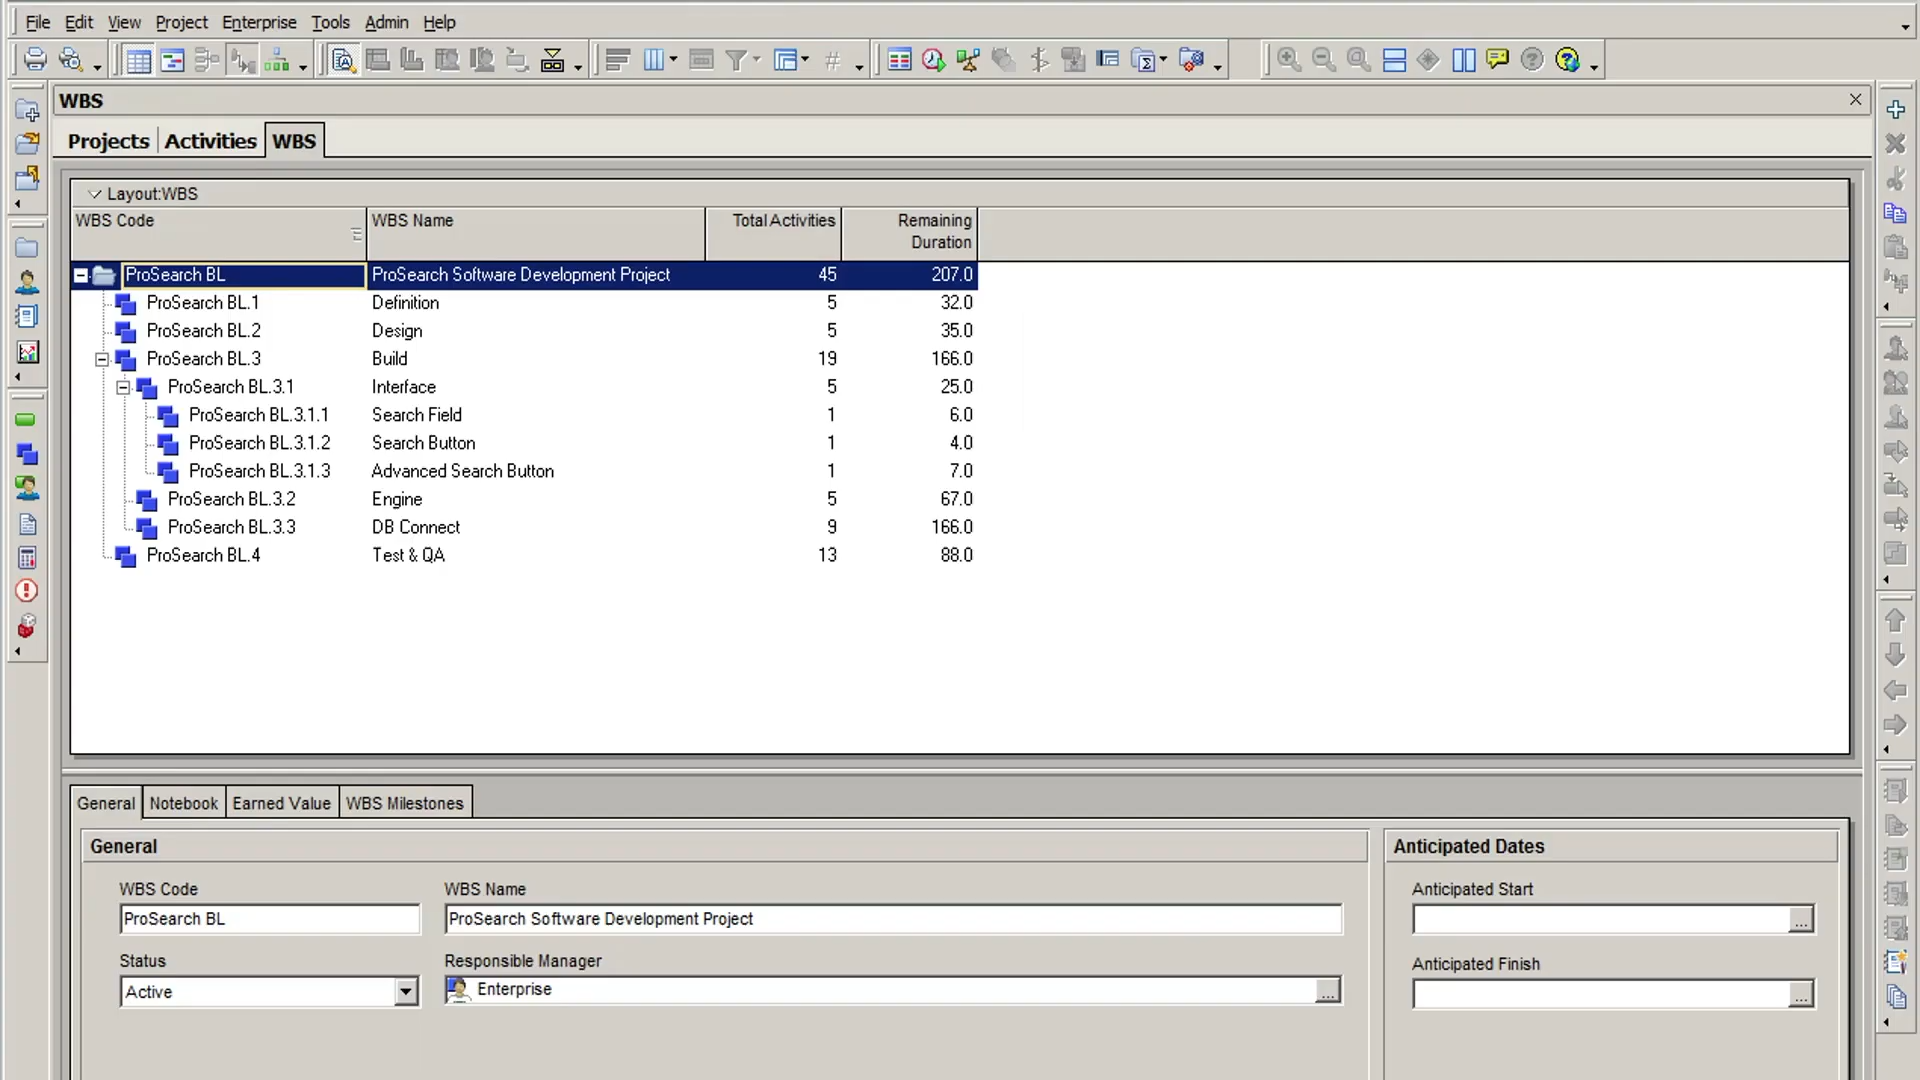 File Edit View Project Enterprise Tools Admin Help
WBS
Projects Activities WBS
Layout:WBS
WBS Code WBS Name Total Activities Remaining Duration
ProSearch BL ProSearch Software Development Project 45 207.0
ProSearch BL.1 Definition 5 32.0
ProSearch BL.2 Design 5 35.0
ProSearch BL.3 Build 19 166.0
ProSearch BL.3.1 Interface 5 25.0
ProSearch BL.3.1.1 Search Field 1 6.0
ProSearch BL.3.1.2 Search Button 1 4.0
ProSearch BL.3.1.3 Advanced Search Button 1 7.0
ProSearch BL.3.2 Engine 5 67.0
ProSearch BL.3.3 DB Connect 9 166.0
ProSearch BL.4 Test & QA 13 88.0
General Notebook Earned Value WBS Milestones
General
WBS Code WBS Name
ProSearch BL ProSearch Software Development Project
Status Responsible Manager
Active Enterprise ...
Anticipated Dates
Anticipated Start
...
Anticipated Finish
...